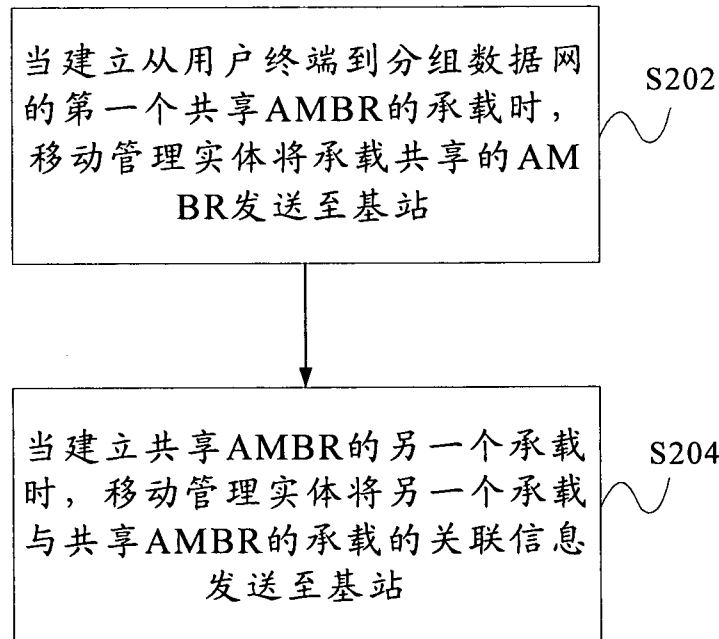 当建立从用户终端到分组数据网
的第一个共享AMBR的承载时，
移动管理实体将承载共享的AM
BR发送至基站
S202
当建立共享AMBR的另一个承载
时，移动管理实体将另一个承载
与共享AMBR的承载的关联信息
发送至基站
S204